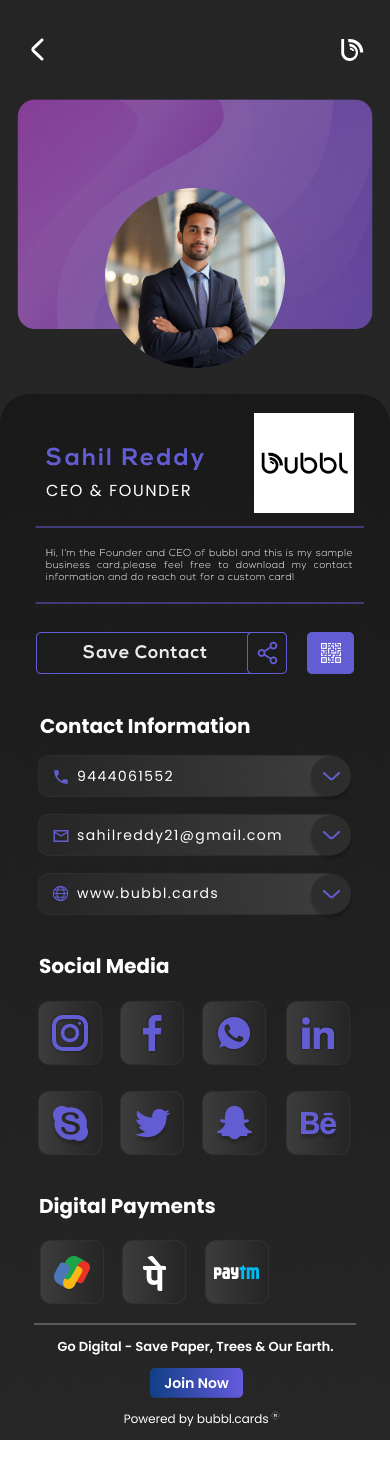 Sahil Reddy
CEO & FOUNDER
bubbl
Hi, I'm the Founder and CEO of bubbl and this is my sample
business card.please feel free to download my contact
information and do reach out for a custom card!
Save Contact
Contact Information
9444061552
sahilreddy21@gmail.com
www.bubbl.cards
Social Media
Bē
Digital Payments
पे
paytm
Go Digital - Save Paper, Trees & Our Earth.
Join Now
Powered by bubbl.cards ®